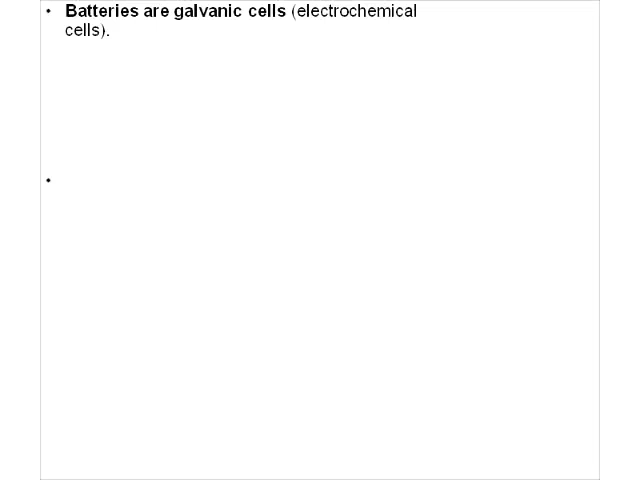 • Batteries are galvanic cells (electrochemical
cells).
•